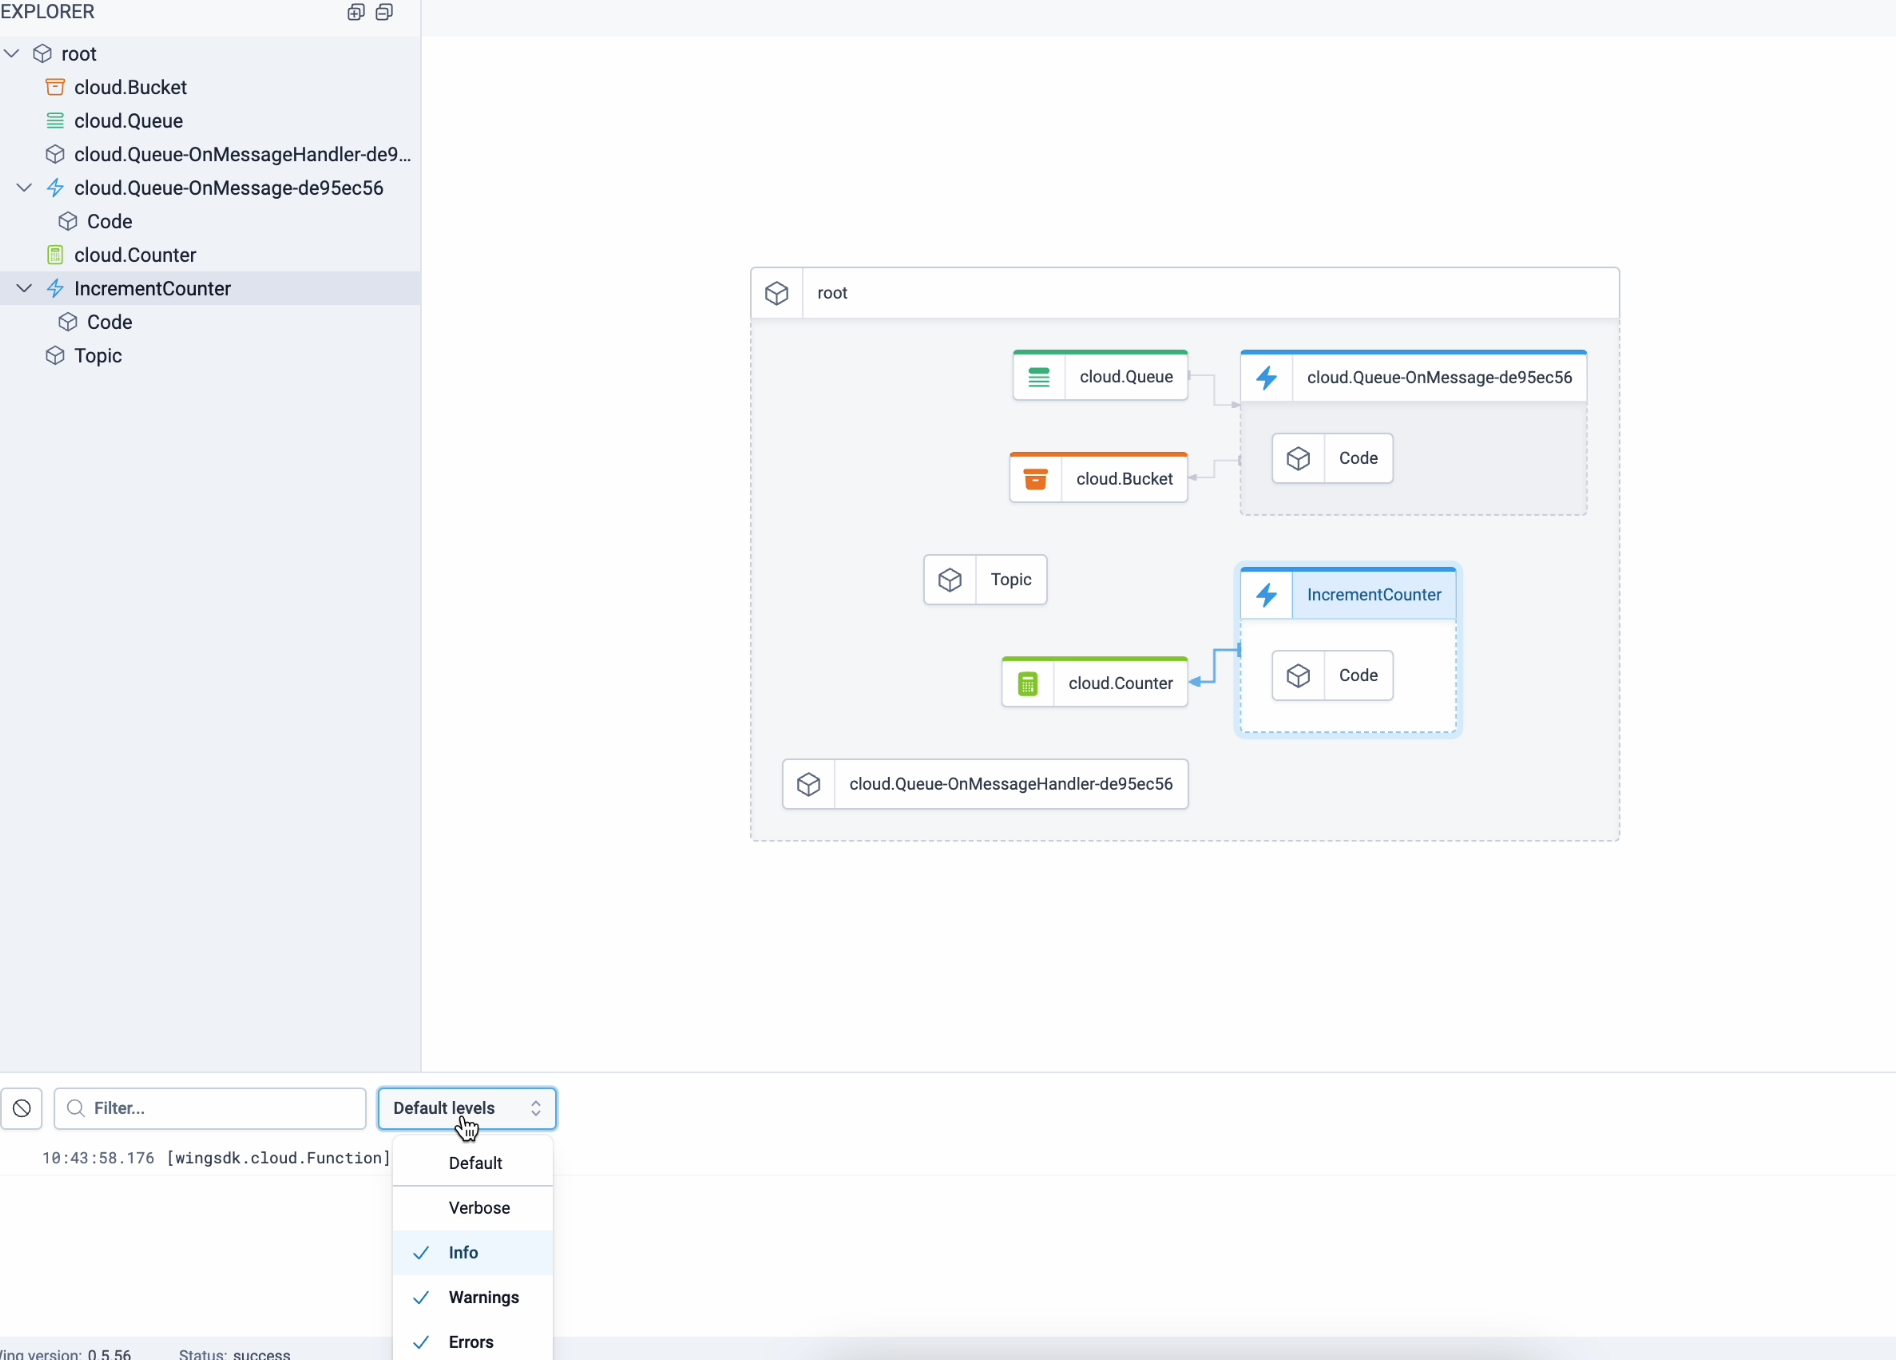 EXPLORER
root
cloud.Bucket
cloud.Queue
cloud.Queue-OnMessageHandler-de9...
cloud.Queue-OnMessage-de95ec56
Code
cloud.Counter
IncrementCounter
Code
Topic
root
cloud.Queue
cloud.Queue-OnMessage-de95ec56
Code
cloud.Bucket
Topic
IncrementCounter
Code
cloud.Counter
cloud.Queue-OnMessageHandler-de95ec56
Filter...
Default levels
10:43:58.176 [wingsdk.cloud.Function]
Default
Verbose
Info
Warnings
Errors
ing version: 0.5.56
Status: success